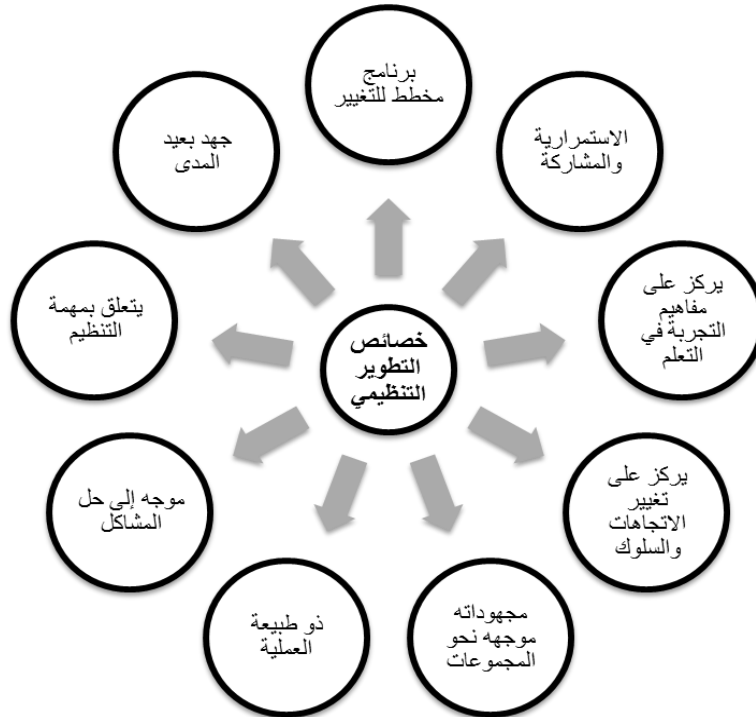 برنامج
مخطط للتغيير
الاستمرارية
والمشاركة
يركز على
مفاهيم
التجربة في
التعلم
يركز على
تغيير
الاتجاهات
والسلوك
مجهوداته
موجهه نحو
المجموعات
ذو طبيعة
العملية
موجه إلى حل
المشاكل
يتعلق بمهمة
التنظيم
جهد بعيد
المدى
خصائص
التطوير
التنظيمي